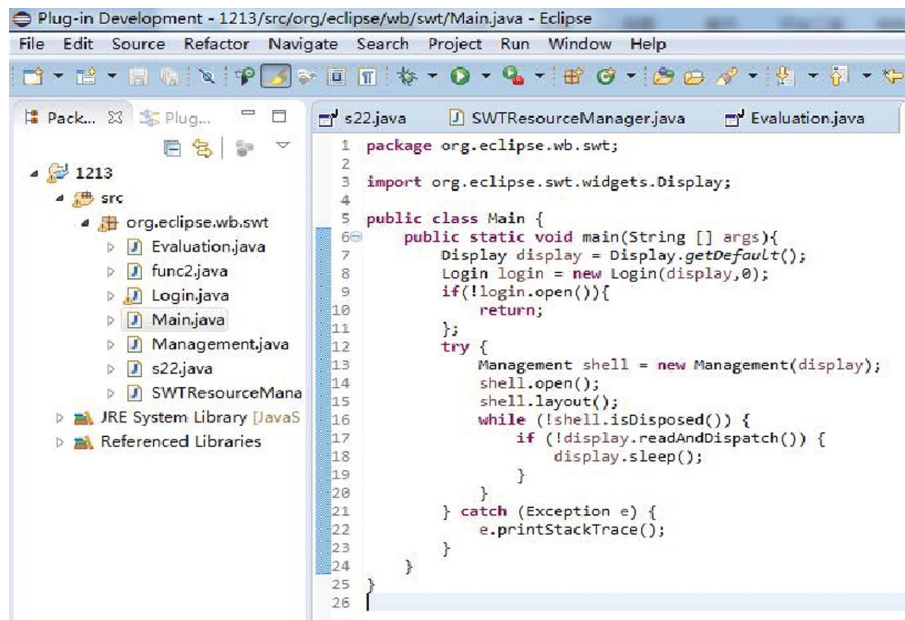 Plug-in Development - 1213/src/org/eclipse/wb/swt/Main.java - Eclipse
File Edit Source Refactor Navigate Search Project Run Window Help
Pack... Plug...
1213
src
org.eclipse.wb.swt
Evaluation.java
func2.java
Login.java
Main.java
Management.java
s22.java
SWTResourceMana
JRE System Library [JavaS
Referenced Libraries
s22.java SWTResourceManager.java Evaluation.java
1 package org.eclipse.wb.swt;
2
3 import org.eclipse.swt.widgets.Display;
4
5 public class Main {
6 public static void main(String [] args){
7 Display display = Display.getDefault();
8 Login login = new Login(display,0);
9 if(!login.open()){
10 return;
11 };
12 try {
13 Management shell = new Management(display);
14 shell.open();
15 shell.layout();
16 while (!shell.isDisposed()) {
17 if (!display.readAndDispatch()) {
18 display.sleep();
19 }
20 }
21 } catch (Exception e) {
22 e.printStackTrace();
23 }
24 }
25 }
26